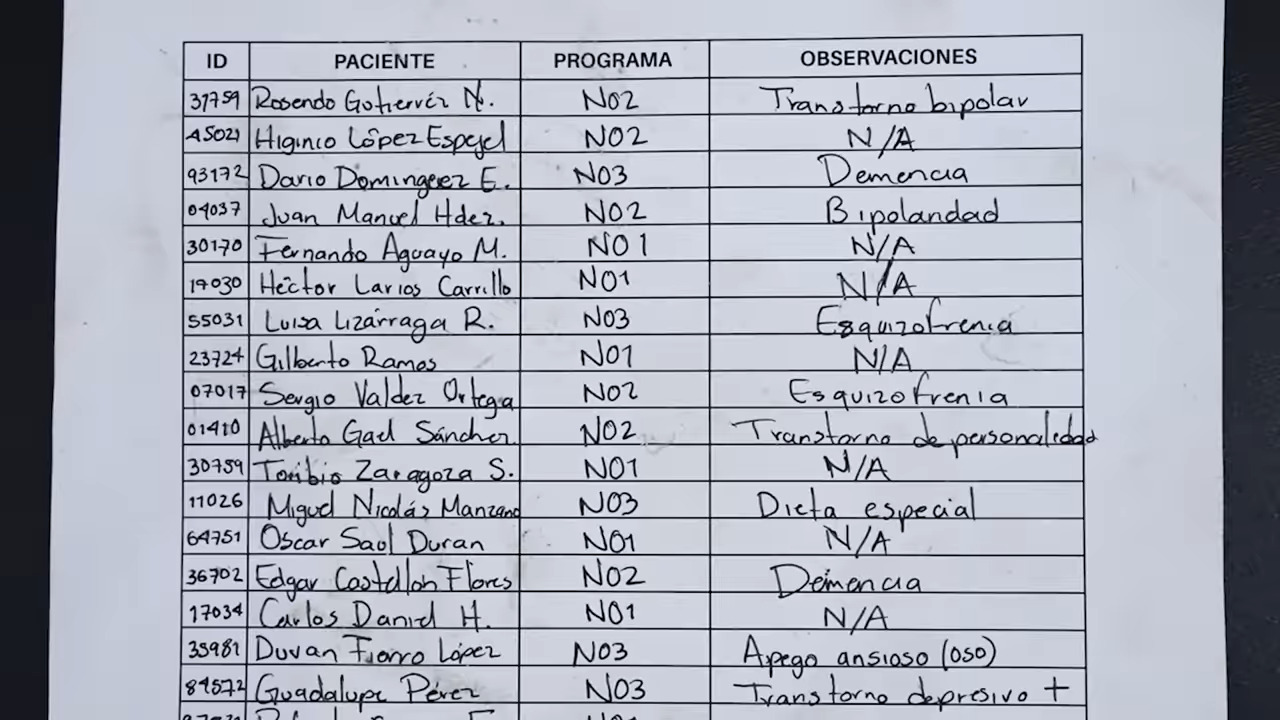 ID PACIENTE PROGRAMA OBSERVACIONES
31759 Rosendo Gutierréz N. N02 Transtorno bipolar
45021 Higinio López Espejel N02 N/A
93172 Dario Dominguez E. N03 Demencia
04037 Juan Manuel Hdez. N02 Bipolaridad
30170 Fernando Aguayo M. N01 N/A
17030 Héctor Larios Carrillo N01 N/A
55031 Luisa Lizárraga R. N03 Esquizofrenia
23724 Gilberto Ramos N01 N/A
07017 Sergio Valdez Ortega N02 Esquizofrenia
01410 Alberto Gael Sánchez N02 Transtorno de personalidad
30759 Toribio Zaragoza S. N01 N/A
11026 Miguel Nicolás Manzano N03 Dieta especial
64751 Oscar Saul Duran N01 N/A
36702 Edgar Castellon Flores N02 Demencia
17034 Carlos Daniel H. N01 N/A
35981 Duvan Fierro López N03 Apego ansioso (oso)
84572 Guadalupe Pérez N03 Transtorno depresivo +